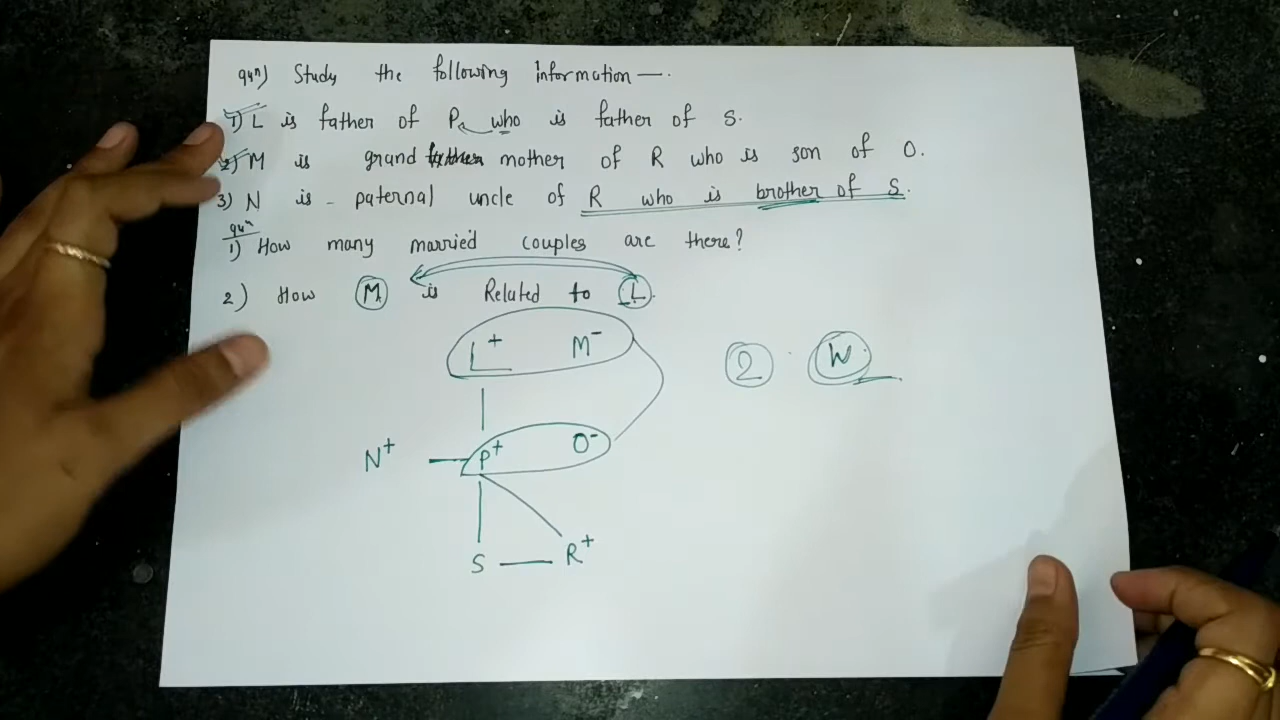 qun) Study the following information —.
1) L is father of P, who is father of S.
2) M is grand mother of R who is son of O.
3) N is paternal uncle of R who is brother of S.
qun
1) How many married couples are there?
2) How M is Related to L.
L+ M-
2 W
N+ P+ O-
S R+